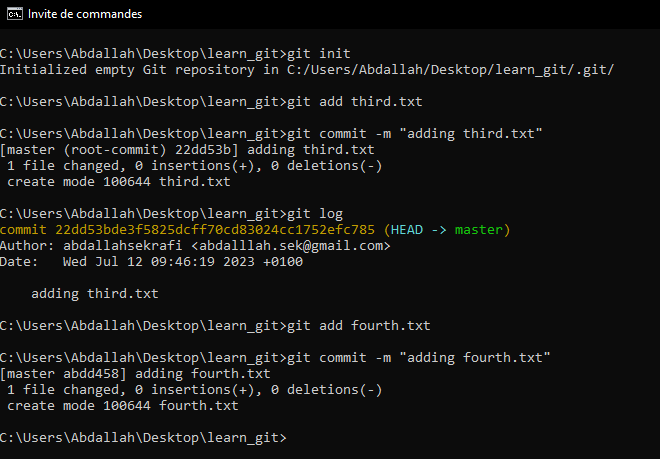 Invite de commandes
C:\Users\Abdallah\Desktop\learn_git>git init
Initialized empty Git repository in C:/Users/Abdallah/Desktop/learn_git/.git/
C:\Users\Abdallah\Desktop\learn_git>git add third.txt
C:\Users\Abdallah\Desktop\learn_git>git commit -m "adding third.txt"
[master (root-commit) 22dd53b] adding third.txt
 1 file changed, 0 insertions(+), 0 deletions(-)
 create mode 100644 third.txt
C:\Users\Abdallah\Desktop\learn_git>git log
commit 22dd53bde3f5825dcff70cd83024cc1752efc785 (HEAD -> master)
Author: abdallahsekrafi <abdalllah.sek@gmail.com>
Date:   Wed Jul 12 09:46:19 2023 +0100
    adding third.txt
C:\Users\Abdallah\Desktop\learn_git>git add fourth.txt
C:\Users\Abdallah\Desktop\learn_git>git commit -m "adding fourth.txt"
[master abdd458] adding fourth.txt
 1 file changed, 0 insertions(+), 0 deletions(-)
 create mode 100644 fourth.txt
C:\Users\Abdallah\Desktop\learn_git>